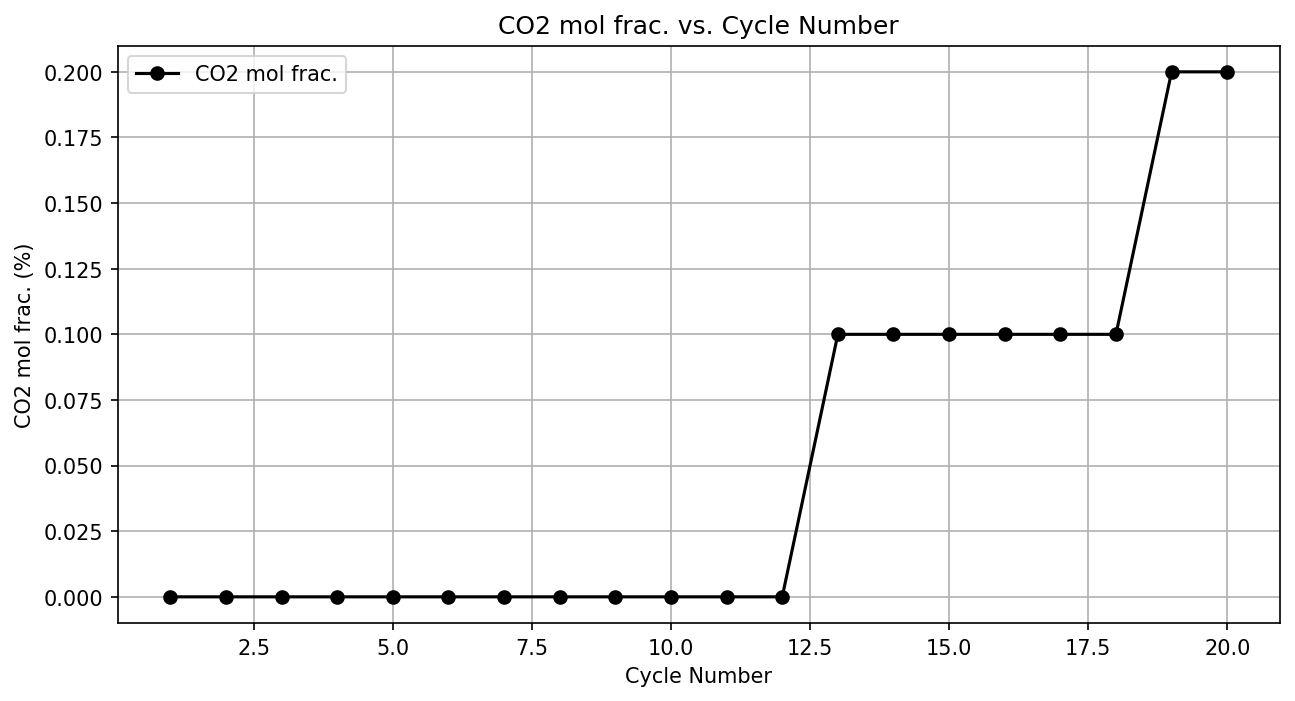 CO2 mol frac. vs. Cycle Number
CO2 mol frac.
CO2 mol frac. (%)
0.200
0.175
0.150
0.125
0.100
0.075
0.050
0.025
0.000
2.5 5.0 7.5 10.0 12.5 15.0 17.5 20.0
Cycle Number